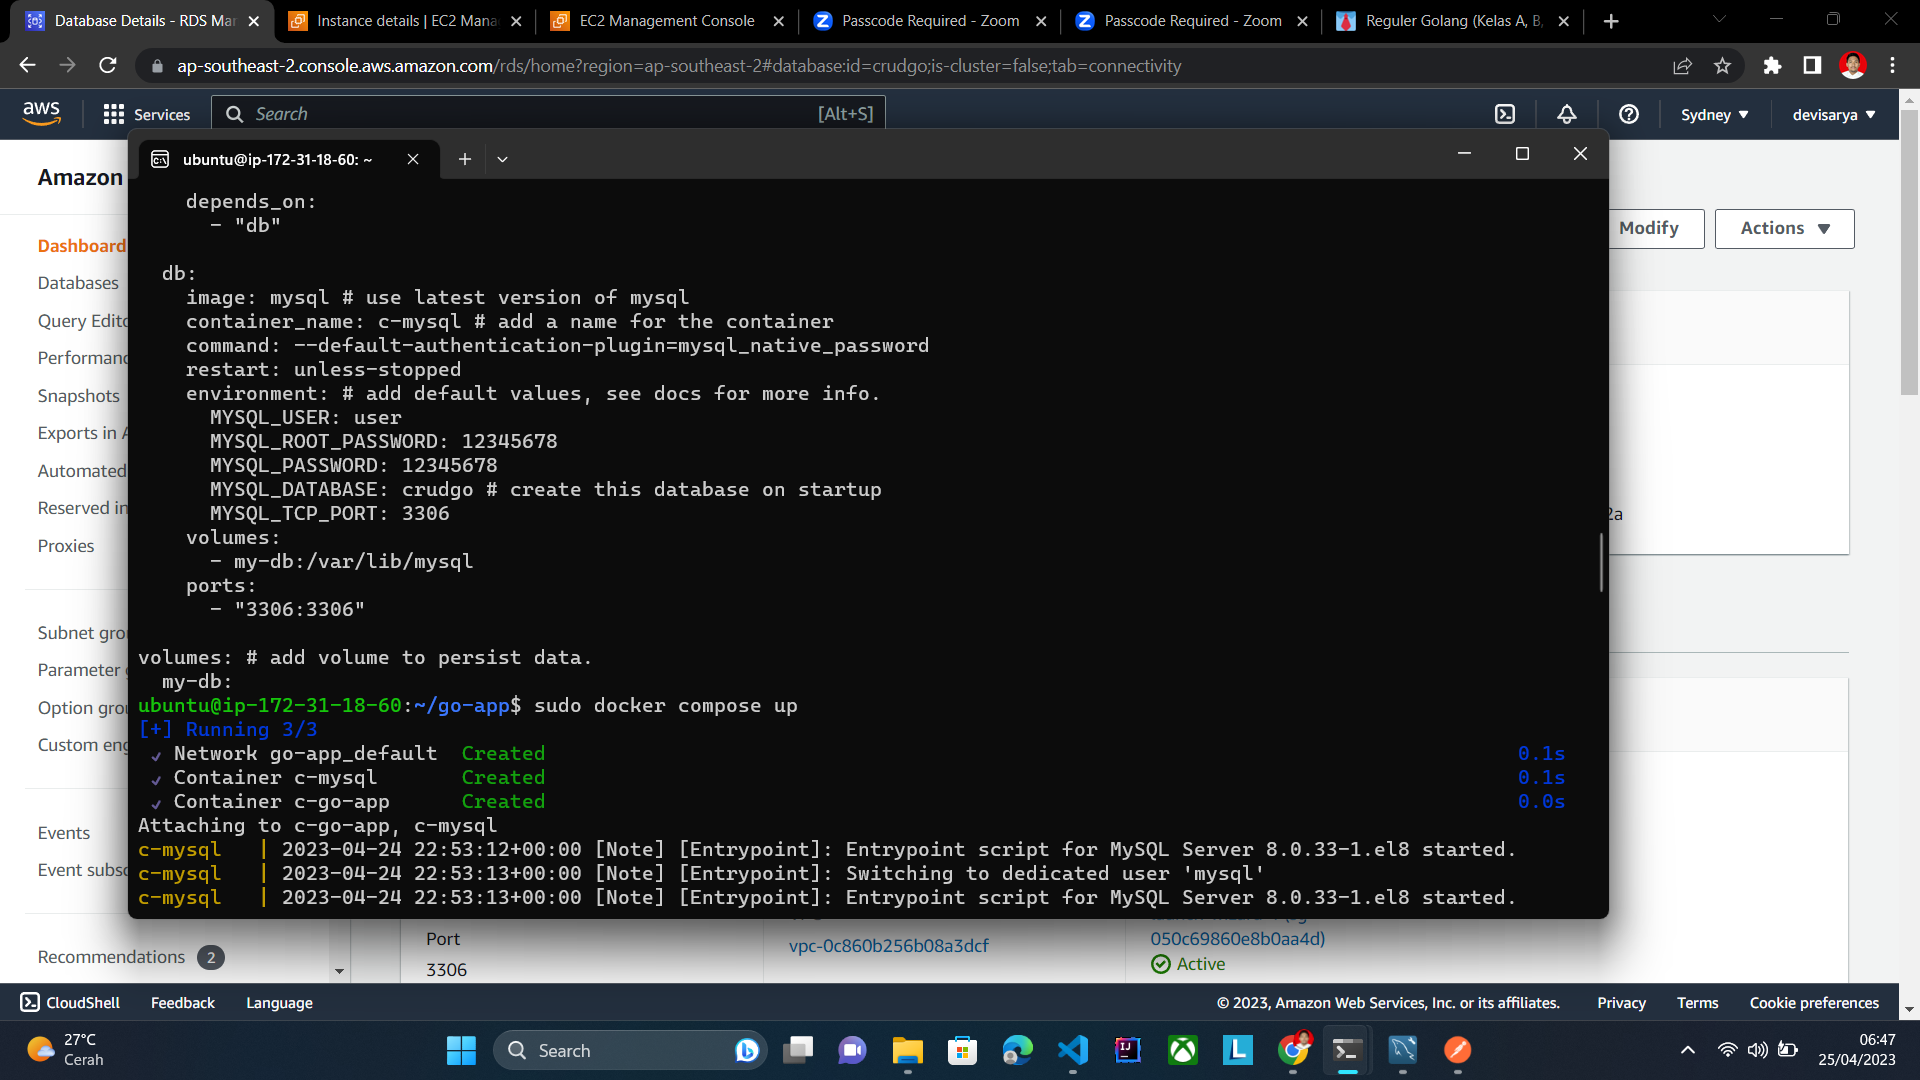 Database Details - RDS Mar
Instance details | EC2 Mana
EC2 Management Console
Passcode Required - Zoom
Passcode Required - Zoom
Reguler Golang (Kelas A, B,
ap-southeast-2.console.aws.amazon.com/rds/home?region=ap-southeast-2#database:id=crudgo;is-cluster=false;tab=connectivity
aws
Services
Search
[Alt+S]
Sydney
devisarya
Amazon
Dashboard
Databases
Query Edito
Performanc
Snapshots
Exports in A
Automated
Reserved in
Proxies
Subnet grou
Parameter g
Option grou
Custom eng
Events
Event subsc
Recommendations 2
Modify
Actions
2a
ubuntu@ip-172-31-18-60: ~
    depends_on:
      - "db"
  db:
    image: mysql # use latest version of mysql
    container_name: c-mysql # add a name for the container
    command: --default-authentication-plugin=mysql_native_password
    restart: unless-stopped
    environment: # add default values, see docs for more info.
      MYSQL_USER: user
      MYSQL_ROOT_PASSWORD: 12345678
      MYSQL_PASSWORD: 12345678
      MYSQL_DATABASE: crudgo # create this database on startup
      MYSQL_TCP_PORT: 3306
    volumes:
      - my-db:/var/lib/mysql
    ports:
      - "3306:3306"
volumes: # add volume to persist data.
  my-db:
ubuntu@ip-172-31-18-60:~/go-app$ sudo docker compose up
[+] Running 3/3
 ✔ Network go-app_default  Created 0.1s
 ✔ Container c-mysql       Created 0.1s
 ✔ Container c-go-app      Created 0.0s
Attaching to c-go-app, c-mysql
c-mysql   | 2023-04-24 22:53:12+00:00 [Note] [Entrypoint]: Entrypoint script for MySQL Server 8.0.33-1.el8 started.
c-mysql   | 2023-04-24 22:53:13+00:00 [Note] [Entrypoint]: Switching to dedicated user 'mysql'
c-mysql   | 2023-04-24 22:53:13+00:00 [Note] [Entrypoint]: Entrypoint script for MySQL Server 8.0.33-1.el8 started.
Port
3306
vpc-0c860b256b08a3dcf
050c69860e8b0aa4d)
Active
CloudShell
Feedback
Language
© 2023, Amazon Web Services, Inc. or its affiliates.
Privacy
Terms
Cookie preferences
27°C
Cerah
Search
06:47
25/04/2023